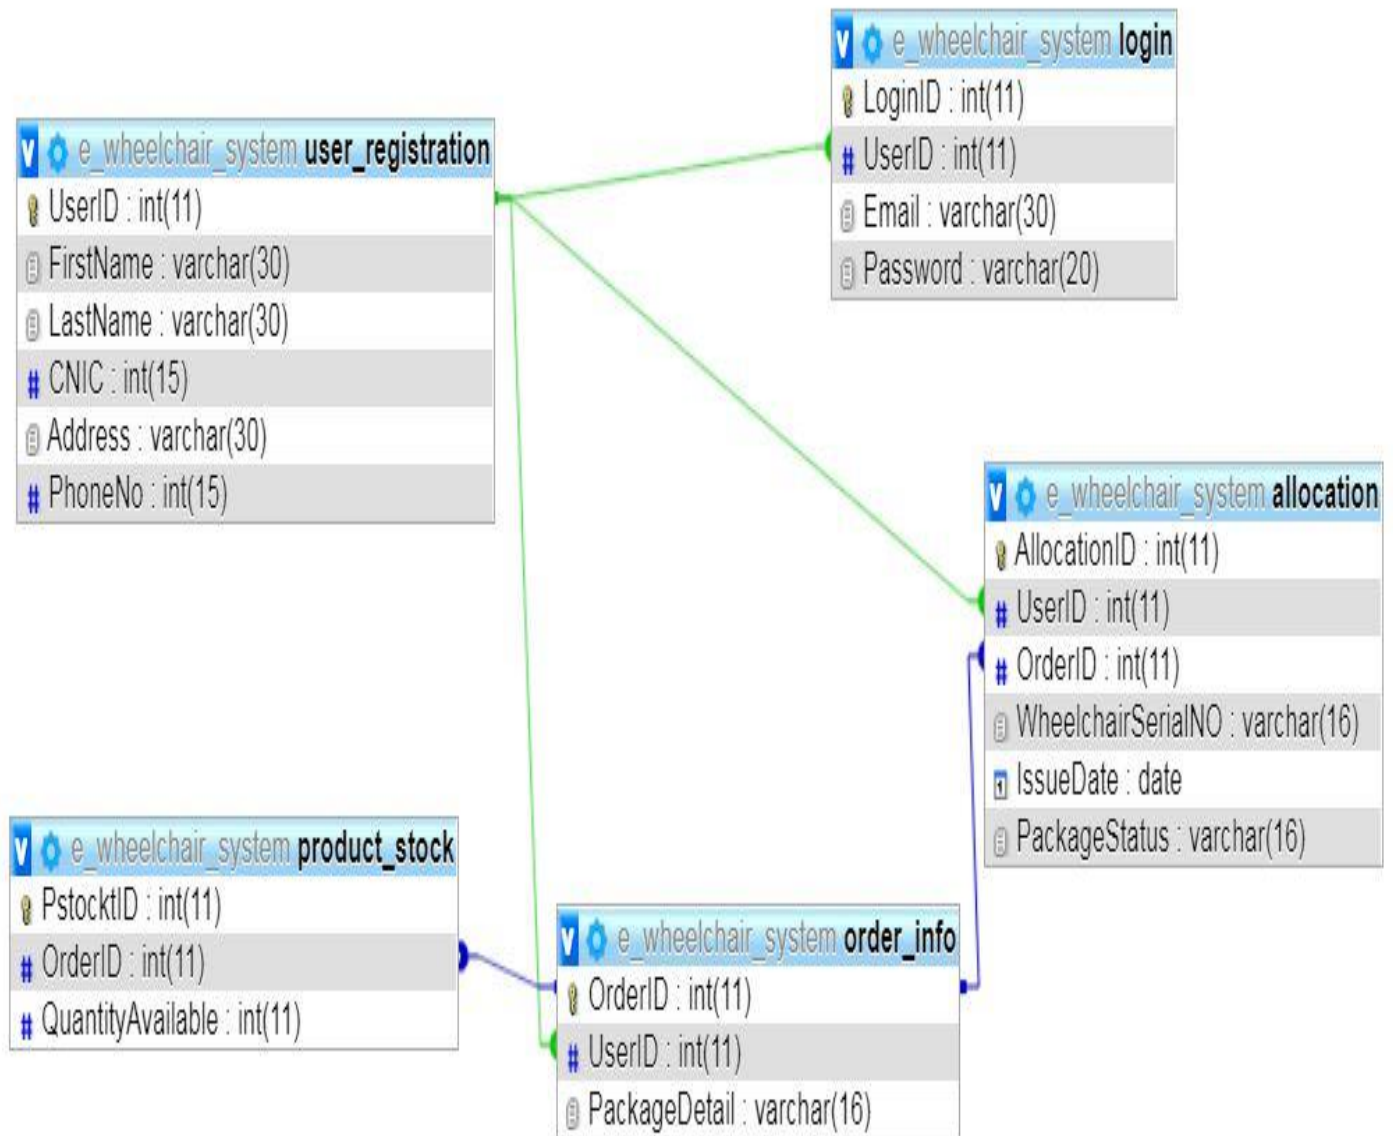 e_wheelchair_system login
LoginID : int(11)
UserID : int(11)
Email : varchar(30)
Password : varchar(20)
e_wheelchair_system user_registration
UserID : int(11)
FirstName : varchar(30)
LastName : varchar(30)
CNIC : int(15)
Address : varchar(30)
PhoneNo : int(15)
e_wheelchair_system allocation
AllocationID : int(11)
UserID : int(11)
OrderID : int(11)
WheelchairSerialNO : varchar(16)
IssueDate : date
PackageStatus : varchar(16)
e_wheelchair_system product_stock
PstocktID : int(11)
OrderID : int(11)
QuantityAvailable : int(11)
e_wheelchair_system order_info
OrderID : int(11)
UserID : int(11)
PackageDetail : varchar(16)